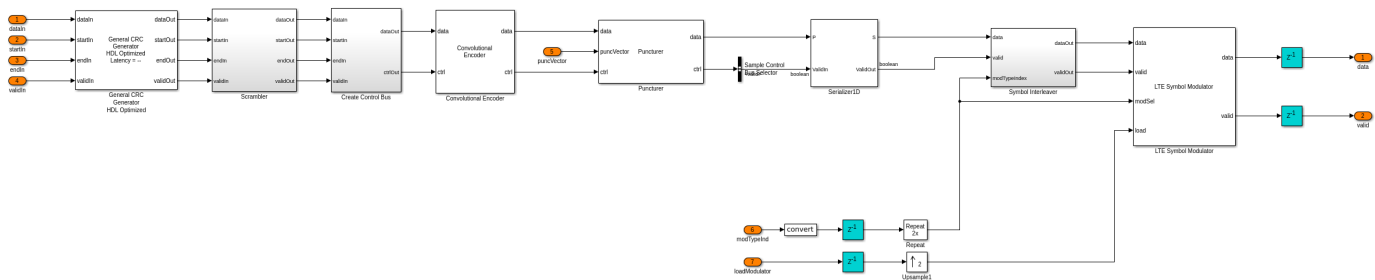 1
dataIn
2
startIn
3
endIn
4
validIn
dataIn
startIn
endIn
validIn
General CRC
Generator
HDL Optimized
Latency = --
dataOut
startOut
endOut
validOut
General CRC
Generator
HDL Optimized
dataIn
startIn
endIn
validIn
dataOut
startOut
endOut
validOut
Scrambler
dataIn
startIn
endIn
validIn
dataOut
ctrlOut
Create Control Bus
data
ctrl
Convolutional
Encoder
data
ctrl
Convolutional Encoder
5
puncVector
data
puncVector
ctrl
Puncturer
data
ctrl
Puncturer
Sample Control
Bus Selector
boolean
P
ValidIn
S
ValidOut
Serializer1D
boolean
data
valid
modTypeIndex
dataOut
validOut
Symbol Interleaver
data
valid
modSel
load
LTE Symbol Modulator
data
valid
LTE Symbol Modulator
Z-1
Z-1
1
data
2
valid
6
modTypeInd
convert
Z-1
Repeat
2x
Repeat
7
loadModulator
Z-1
2
Upsample1